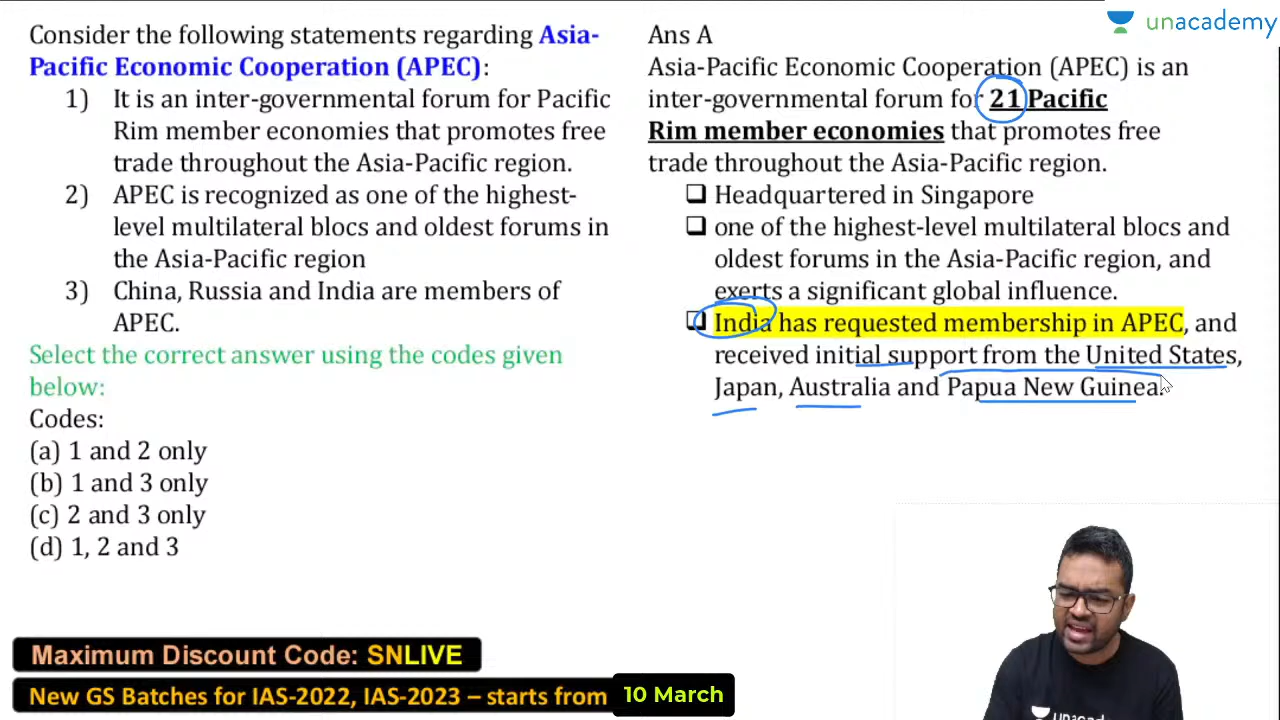 unacademy
Consider the following statements regarding Asia-
Pacific Economic Cooperation (APEC):
1) It is an inter-governmental forum for Pacific
Rim member economies that promotes free
trade throughout the Asia-Pacific region.
2) APEC is recognized as one of the highest-
level multilateral blocs and oldest forums in
the Asia-Pacific region
3) China, Russia and India are members of
APEC.
Select the correct answer using the codes given
below:
Codes:
(a) 1 and 2 only
(b) 1 and 3 only
(c) 2 and 3 only
(d) 1, 2 and 3
Ans A
Asia-Pacific Economic Cooperation (APEC) is an
inter-governmental forum for 21 Pacific
Rim member economies that promotes free
trade throughout the Asia-Pacific region.
❑ Headquartered in Singapore
❑ one of the highest-level multilateral blocs and
oldest forums in the Asia-Pacific region, and
exerts a significant global influence.
❑ India has requested membership in APEC, and
received initial support from the United States,
Japan, Australia and Papua New Guinea.
Maximum Discount Code: SNLIVE
New GS Batches for IAS-2022, IAS-2023 – starts from 10 March